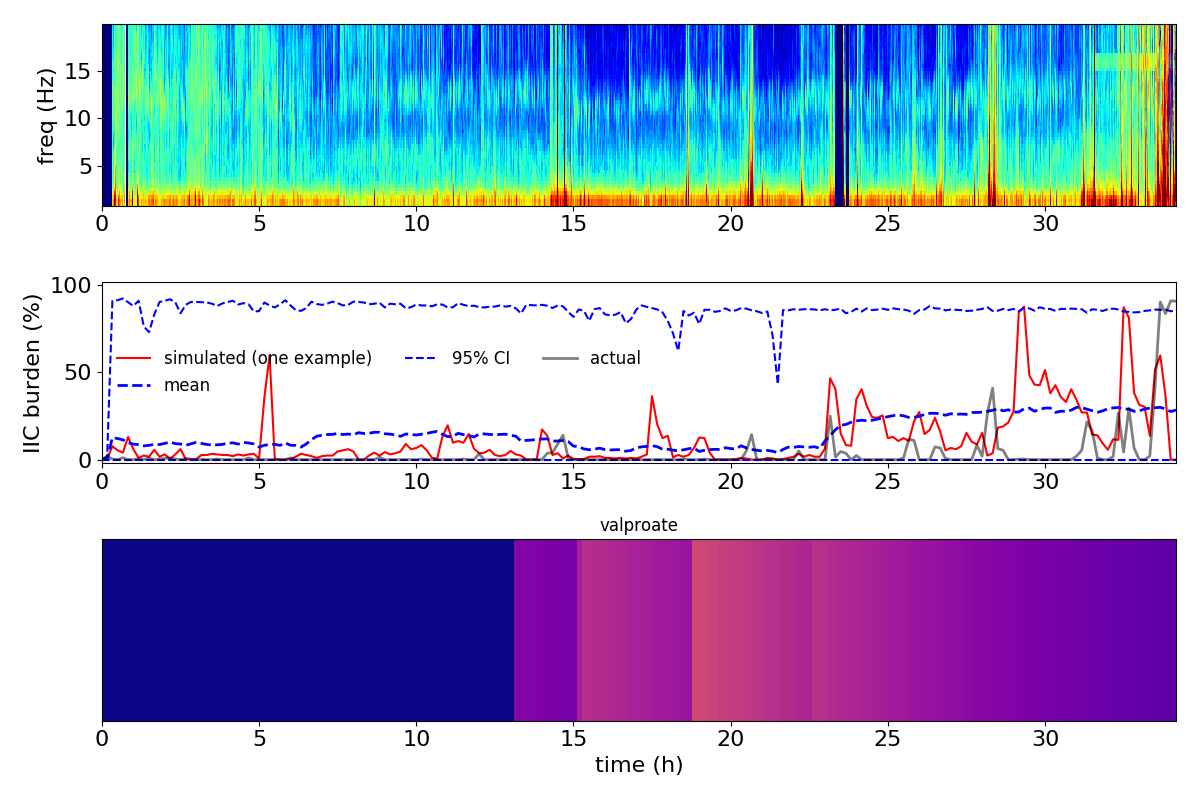 freq (Hz)
15
10
5
0 5 10 15 20 25 30
IIC burden (%)
100
50
0
simulated (one example) 95% CI actual
mean
0 5 10 15 20 25 30
valproate
0 5 10 15 20 25 30
time (h)